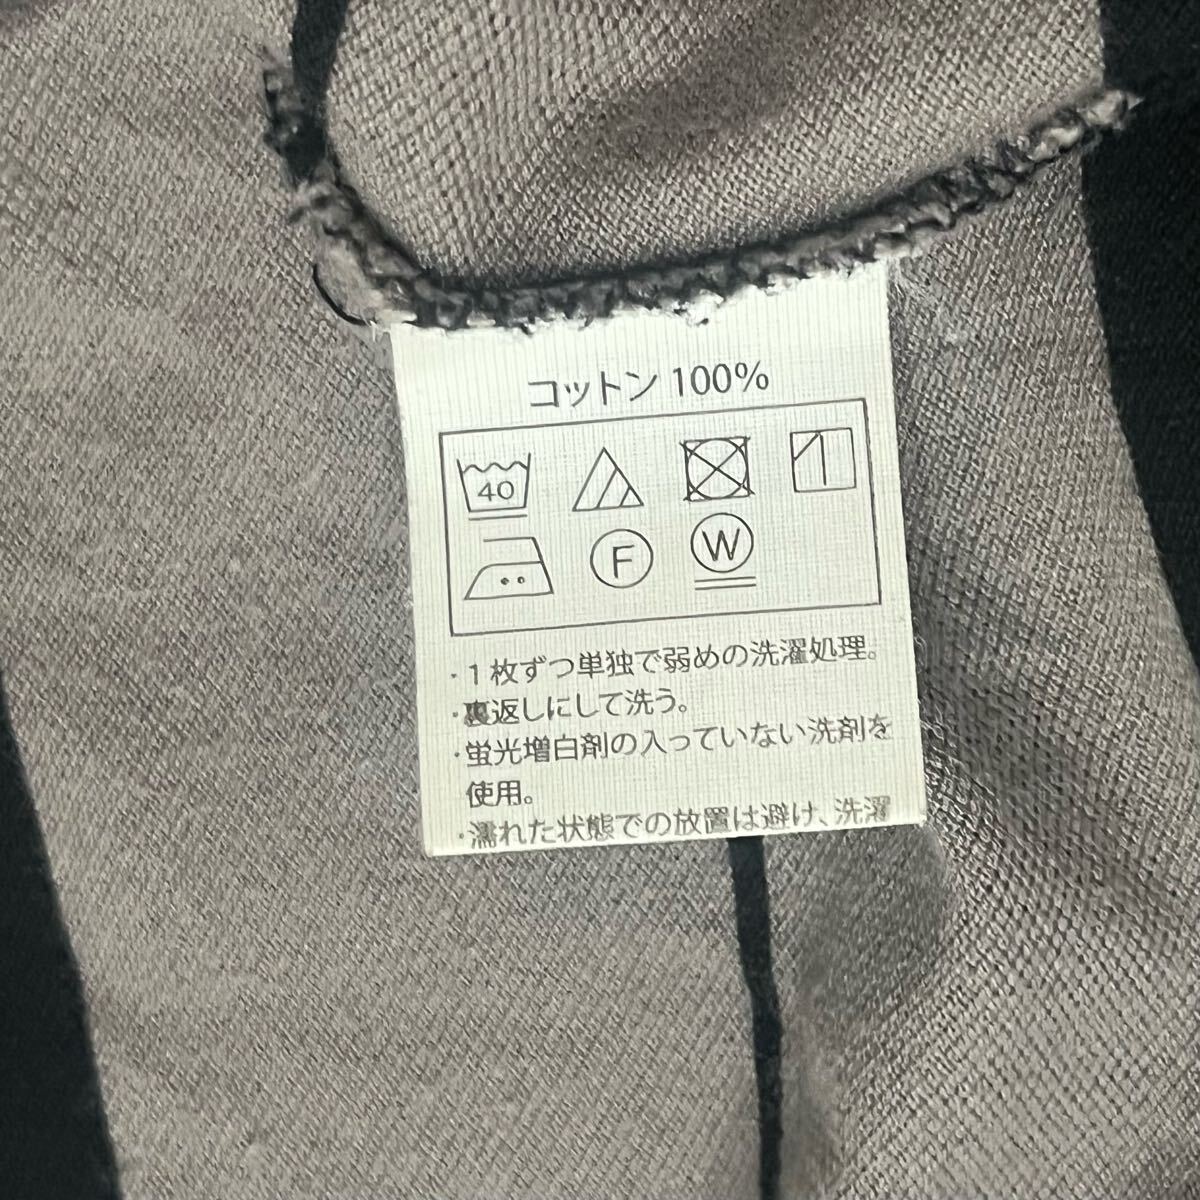 コットン 100%
40
F
W
・１枚ずつ単独で弱めの洗濯処理。
・裏返しにして洗う。
・蛍光増白剤の入っていない洗剤を
使用。
・濡れた状態での放置は避け、洗濯